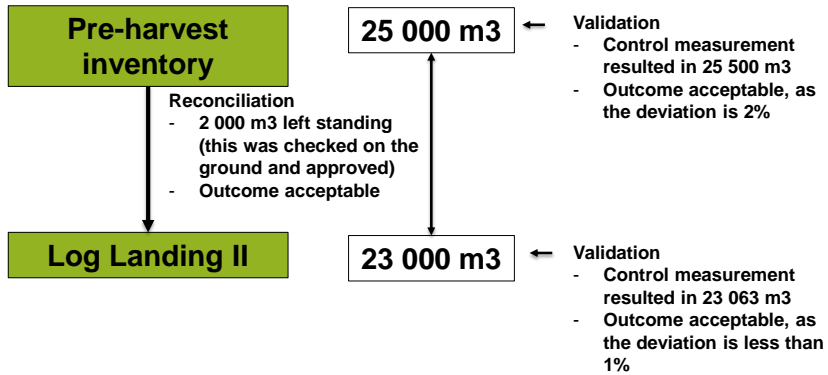 Pre-harvest
inventory
25 000 m3
Validation
- Control measurement
resulted in 25 500 m3
- Outcome acceptable, as
the deviation is 2%
Reconciliation
- 2 000 m3 left standing
(this was checked on the
ground and approved)
- Outcome acceptable
Log Landing II
23 000 m3
Validation
- Control measurement
resulted in 23 063 m3
- Outcome acceptable, as
the deviation is less than
1%